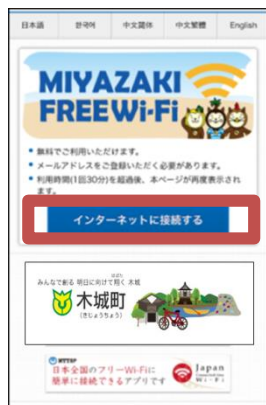 日本語 한국어 中文簡体 中文繁體 English
MIYAZAKI
FREE Wi-Fi
• 無料でご利用いただけます。
• メールアドレスをご登録いただく必要があります。
• 利用時間(1回30分)を超過後、本ページが再度表示され
ます。
インターネットに接続する
みんなで創る 明日に向けて翔く 木城
はばた
木城町
(きじょうちょう)
日本全国のフリーWi-Fiに
簡単に接続できるアプリです
Japan
Wi-Fi